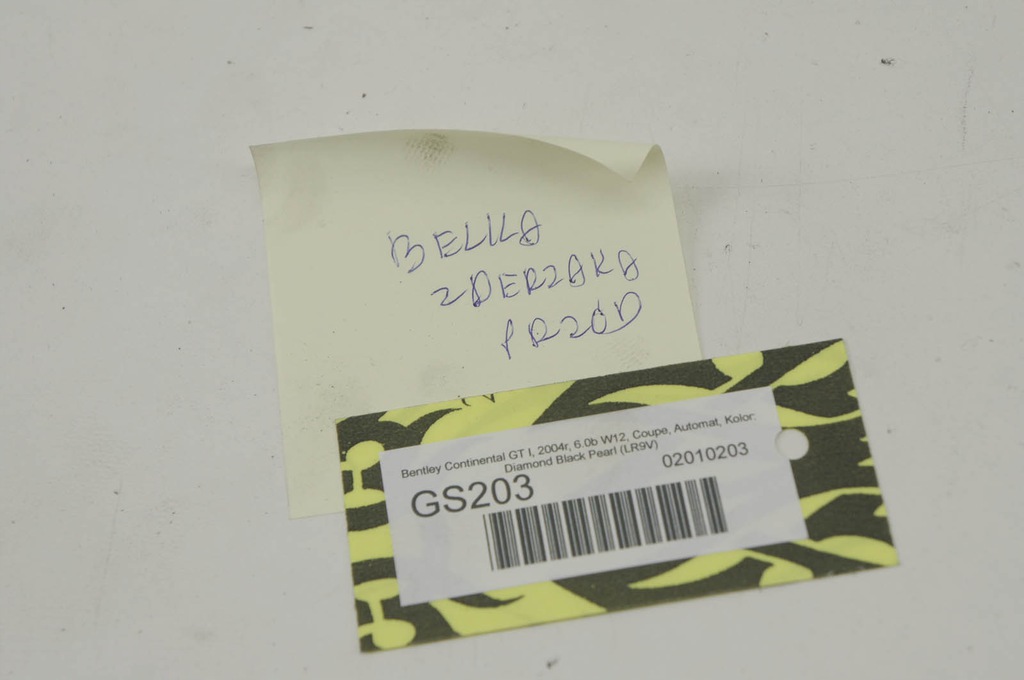 BELKA
ZDERZAKA
PRZÓD
Bentley Continental GT I, 2004r, 6.0b W12, Coupe, Automat, Kolor:
Diamond Black Pearl (LR9V)
02010203
GS203